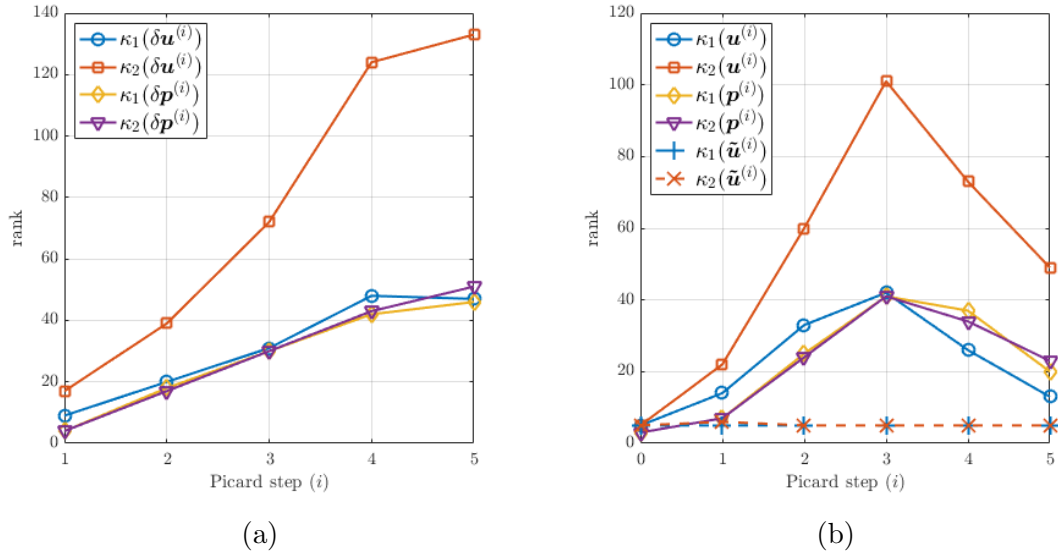 140
120
100
80
60
40
20
0
rank
κ₁(δ𝒖⁽ⁱ⁾)
κ₂(δ𝒖⁽ⁱ⁾)
κ₁(δ𝒑⁽ⁱ⁾)
κ₂(δ𝒑⁽ⁱ⁾)
1 2 3 4 5
Picard step (i)
(a)
120
100
80
60
40
20
0
rank
κ₁(𝒖⁽ⁱ⁾)
κ₂(𝒖⁽ⁱ⁾)
κ₁(𝒑⁽ⁱ⁾)
κ₂(𝒑⁽ⁱ⁾)
κ₁(𝒖̃⁽ⁱ⁾)
κ₂(𝒖̃⁽ⁱ⁾)
0 1 2 3 4 5
Picard step (i)
(b)